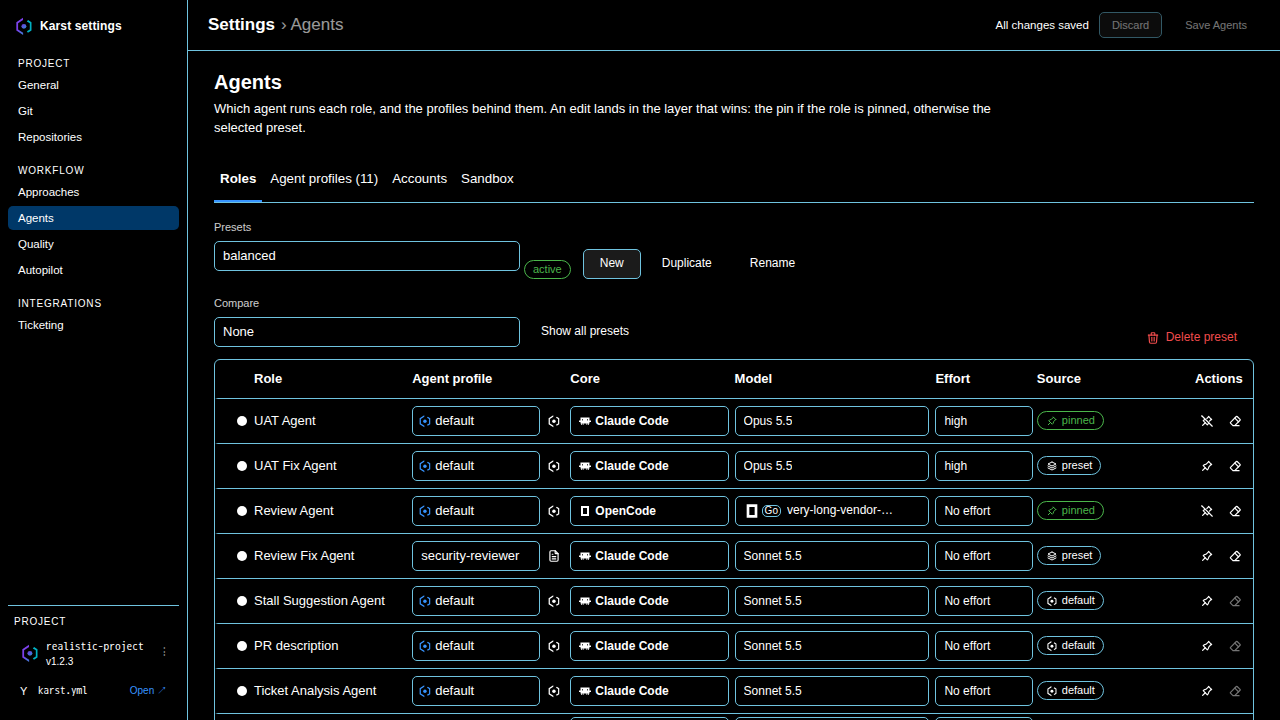 Karst settings
PROJECT
General
Git
Repositories
WORKFLOW
Approaches
Agents
Quality
Autopilot
INTEGRATIONS
Ticketing
PROJECT
realistic-project
v1.2.3
Y karst.yml Open ↗
Settings › Agents
All changes saved Discard Save Agents
Agents
Which agent runs each role, and the profiles behind them. An edit lands in the layer that wins: the pin if the role is pinned, otherwise the
selected preset.
Roles Agent profiles (11) Accounts Sandbox
Presets
balanced active New Duplicate Rename
Compare
None Show all presets Delete preset
Role Agent profile Core Model Effort Source Actions
UAT Agent default Claude Code Opus 5.5 high pinned
UAT Fix Agent default Claude Code Opus 5.5 high preset
Review Agent default OpenCode Go very-long-vendor-… No effort pinned
Review Fix Agent security-reviewer Claude Code Sonnet 5.5 No effort preset
Stall Suggestion Agent default Claude Code Sonnet 5.5 No effort default
PR description default Claude Code Sonnet 5.5 No effort default
Ticket Analysis Agent default Claude Code Sonnet 5.5 No effort default